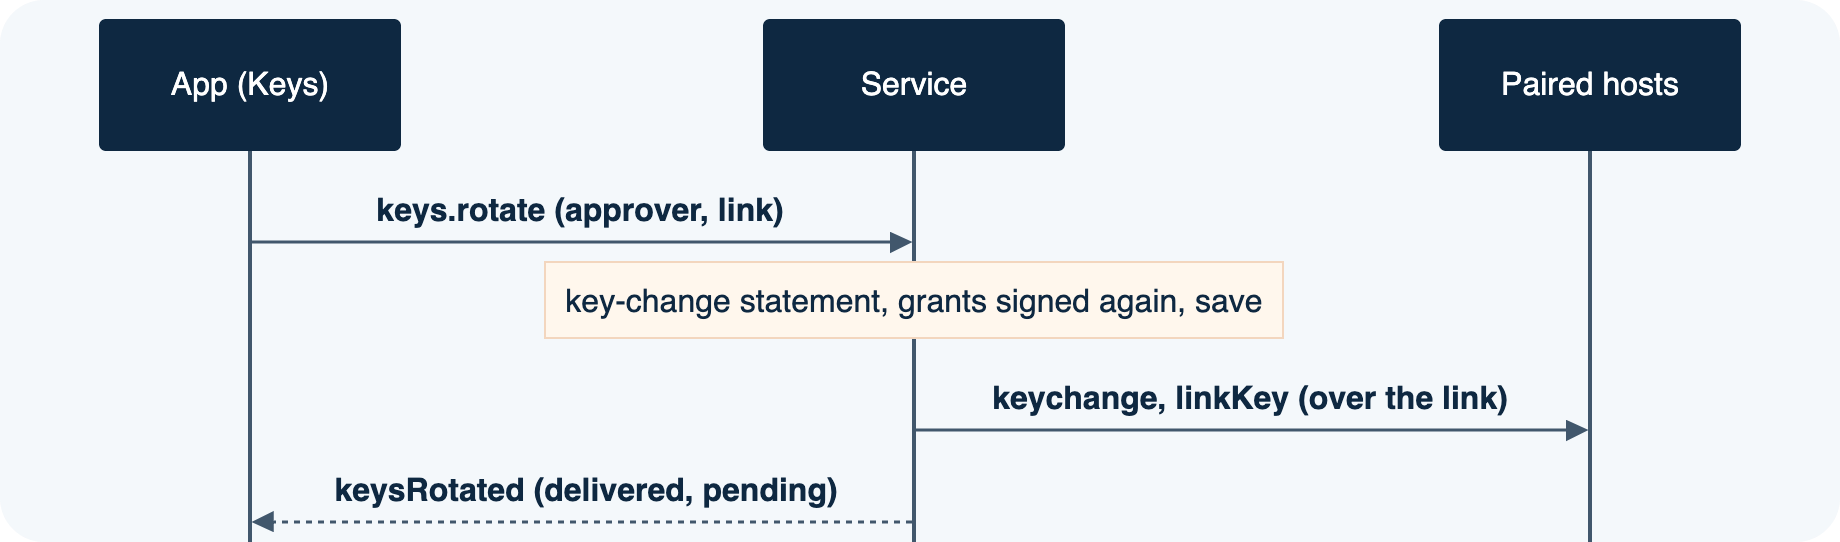 App (Keys)
Service
Paired hosts
keys.rotate (approver, link)
key-change statement, grants signed again, save
keychange, linkKey (over the link)
keysRotated (delivered, pending)